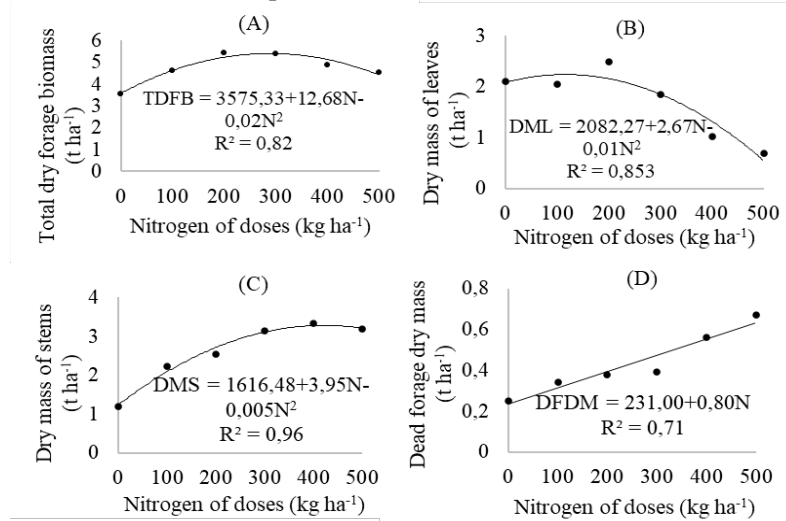 (A)
6
5
4
3
2
1
0
Total dry forage biomass
(t ha⁻¹)
TDFB = 3575,33+12,68N-
0,02N²
R² = 0,82
0 100 200 300 400 500
Nitrogen of doses (kg ha⁻¹)
(B)
3
2
1
0
Dry mass of leaves
(t ha⁻¹)
DML = 2082,27+2,67N-
0,01N²
R² = 0,853
0 100 200 300 400 500
Nitrogen of doses (kg ha⁻¹)
(C)
4
3
2
1
0
Dry mass of stems
(t ha⁻¹)
DMS = 1616,48+3,95N-
0,005N²
R² = 0,96
0 100 200 300 400 500
Nitrogen of doses (kg ha⁻¹)
(D)
0,8
0,6
0,4
0,2
0
Dead forage dry mass
(t ha⁻¹)
DFDM = 231,00+0,80N
R² = 0,71
0 100 200 300 400 500
Nitrogen of doses (kg ha⁻¹)